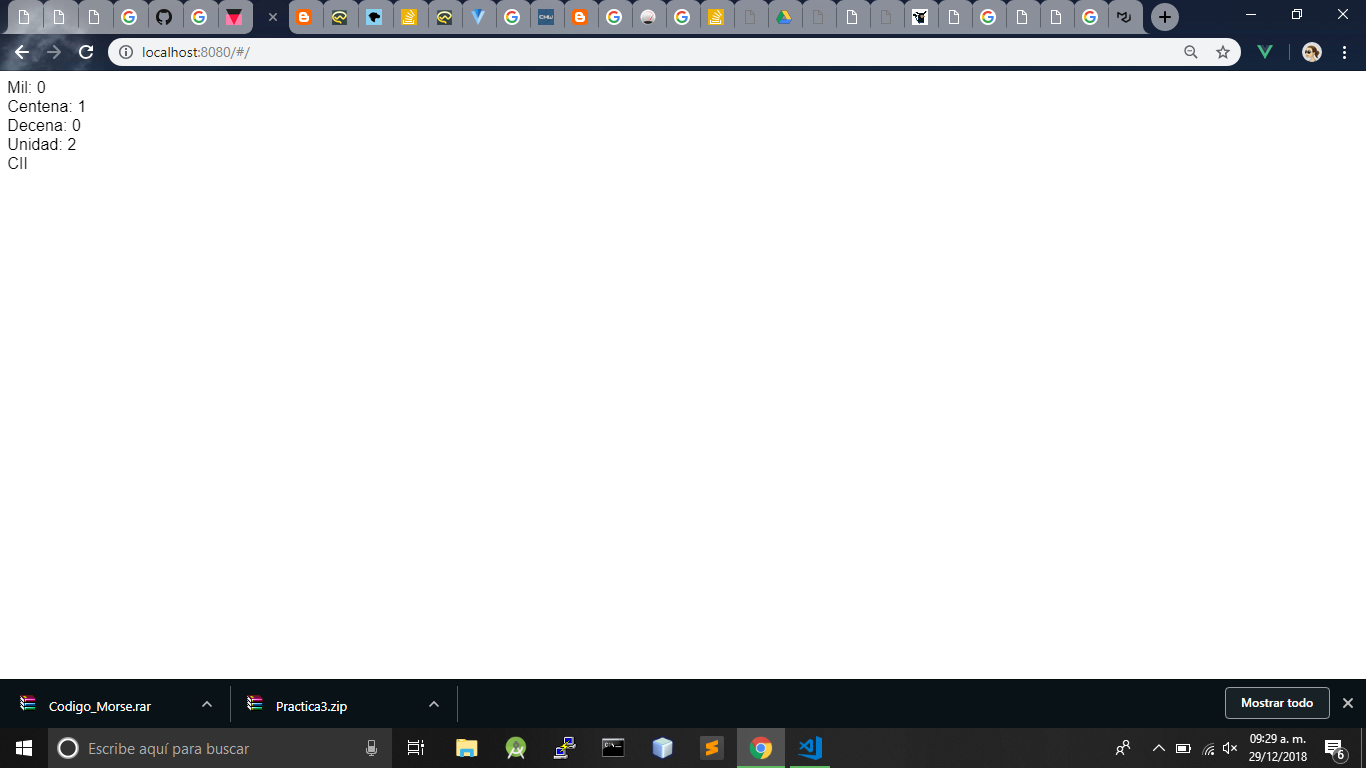 localhost:8080/#/
Mil: 0
Centena: 1
Decena: 0
Unidad: 2
CII
Codigo_Morse.rar
Practica3.zip
Mostrar todo
Escribe aquí para buscar
09:29 a. m.
29/12/2018
6